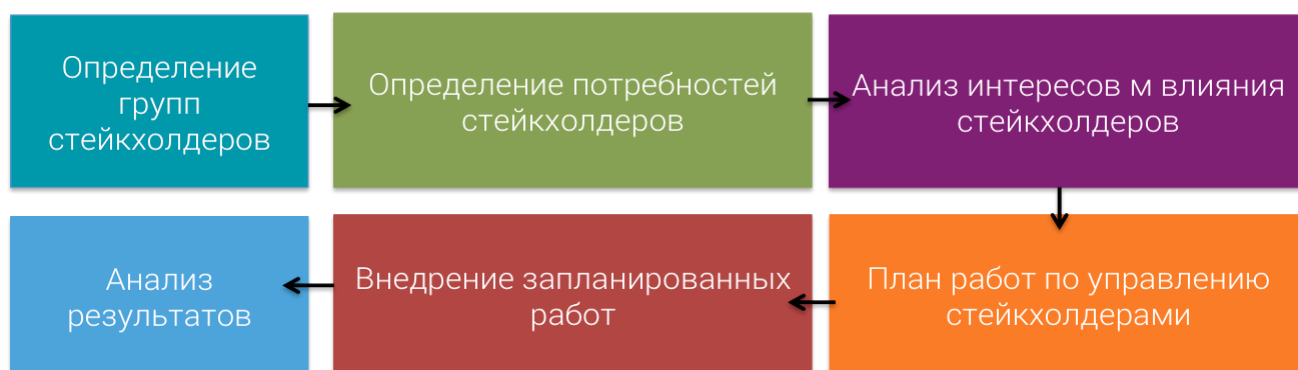 Определение
групп
стейкхолдеров
Определение потребностей
стейкхолдеров
Анализ интересов м влияния
стейкхолдеров
План работ по управлению
стейкхолдерами
Внедрение запланированных
работ
Анализ
результатов